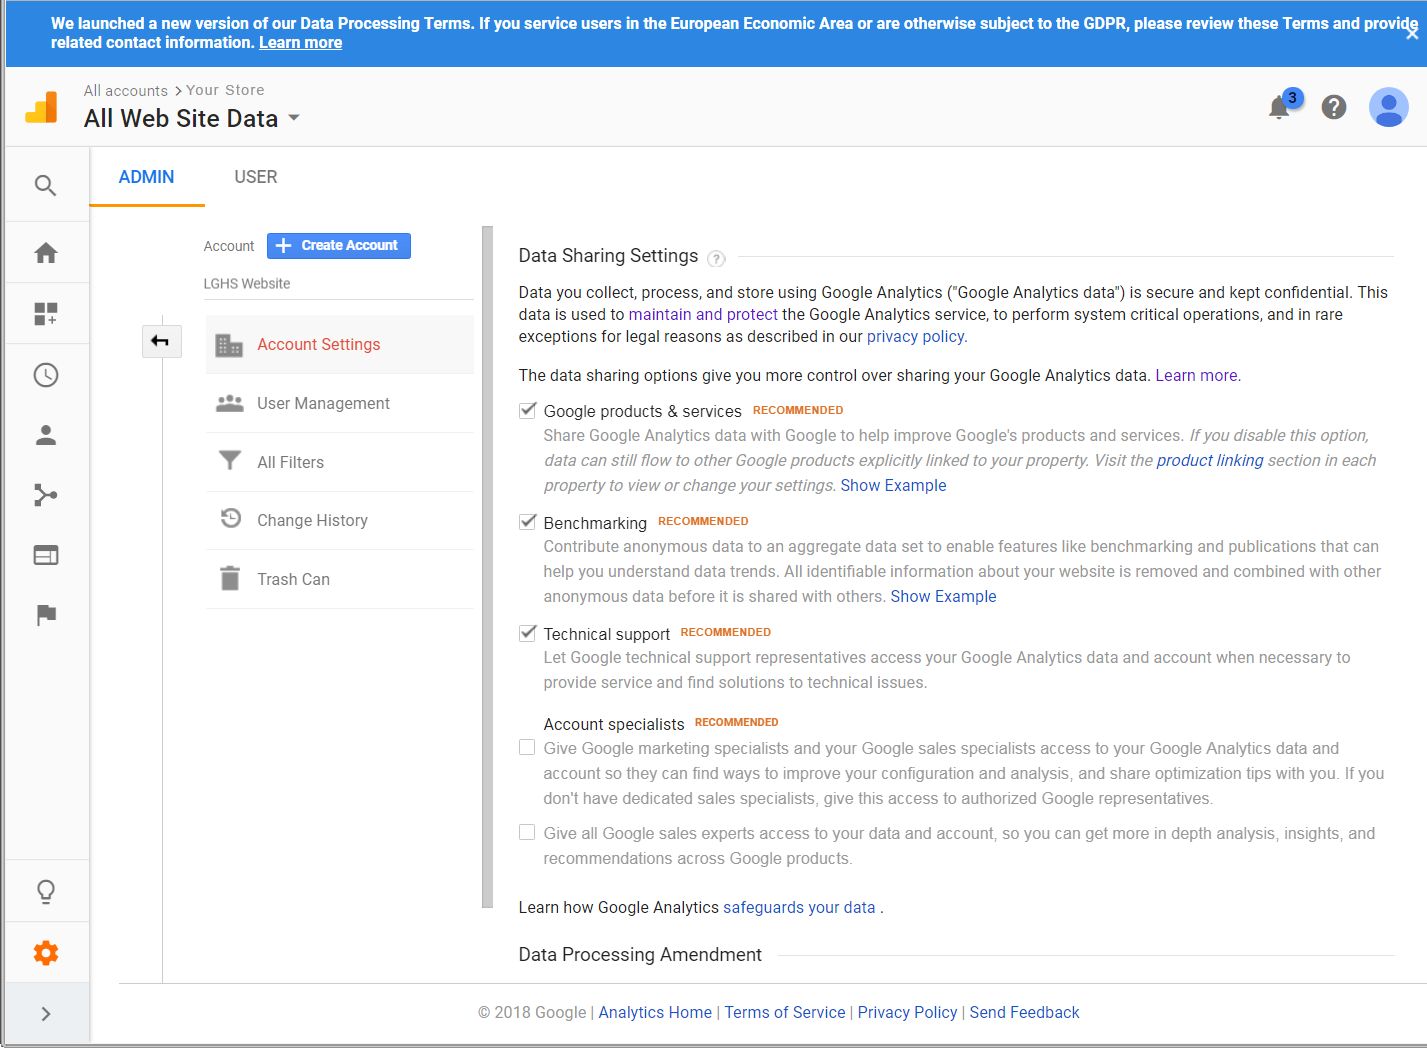 We launched a new version of our Data Processing Terms. If you service users in the European Economic Area or are otherwise subject to the GDPR, please review these Terms and provide
related contact information. Learn more
All accounts > Your Store
All Web Site Data
3
ADMIN
USER
Account
Create Account
LGHS Website
Account Settings
User Management
All Filters
Change History
Trash Can
Data Sharing Settings ?
Data you collect, process, and store using Google Analytics ("Google Analytics data") is secure and kept confidential. This
data is used to maintain and protect the Google Analytics service, to perform system critical operations, and in rare
exceptions for legal reasons as described in our privacy policy.
The data sharing options give you more control over sharing your Google Analytics data. Learn more.
Google products & services RECOMMENDED
Share Google Analytics data with Google to help improve Google's products and services. If you disable this option,
data can still flow to other Google products explicitly linked to your property. Visit the product linking section in each
property to view or change your settings. Show Example
Benchmarking RECOMMENDED
Contribute anonymous data to an aggregate data set to enable features like benchmarking and publications that can
help you understand data trends. All identifiable information about your website is removed and combined with other
anonymous data before it is shared with others. Show Example
Technical support RECOMMENDED
Let Google technical support representatives access your Google Analytics data and account when necessary to
provide service and find solutions to technical issues.
Account specialists RECOMMENDED
Give Google marketing specialists and your Google sales specialists access to your Google Analytics data and
account so they can find ways to improve your configuration and analysis, and share optimization tips with you. If you
don't have dedicated sales specialists, give this access to authorized Google representatives.
Give all Google sales experts access to your data and account, so you can get more in depth analysis, insights, and
recommendations across Google products.
Learn how Google Analytics safeguards your data .
Data Processing Amendment
© 2018 Google | Analytics Home | Terms of Service | Privacy Policy | Send Feedback